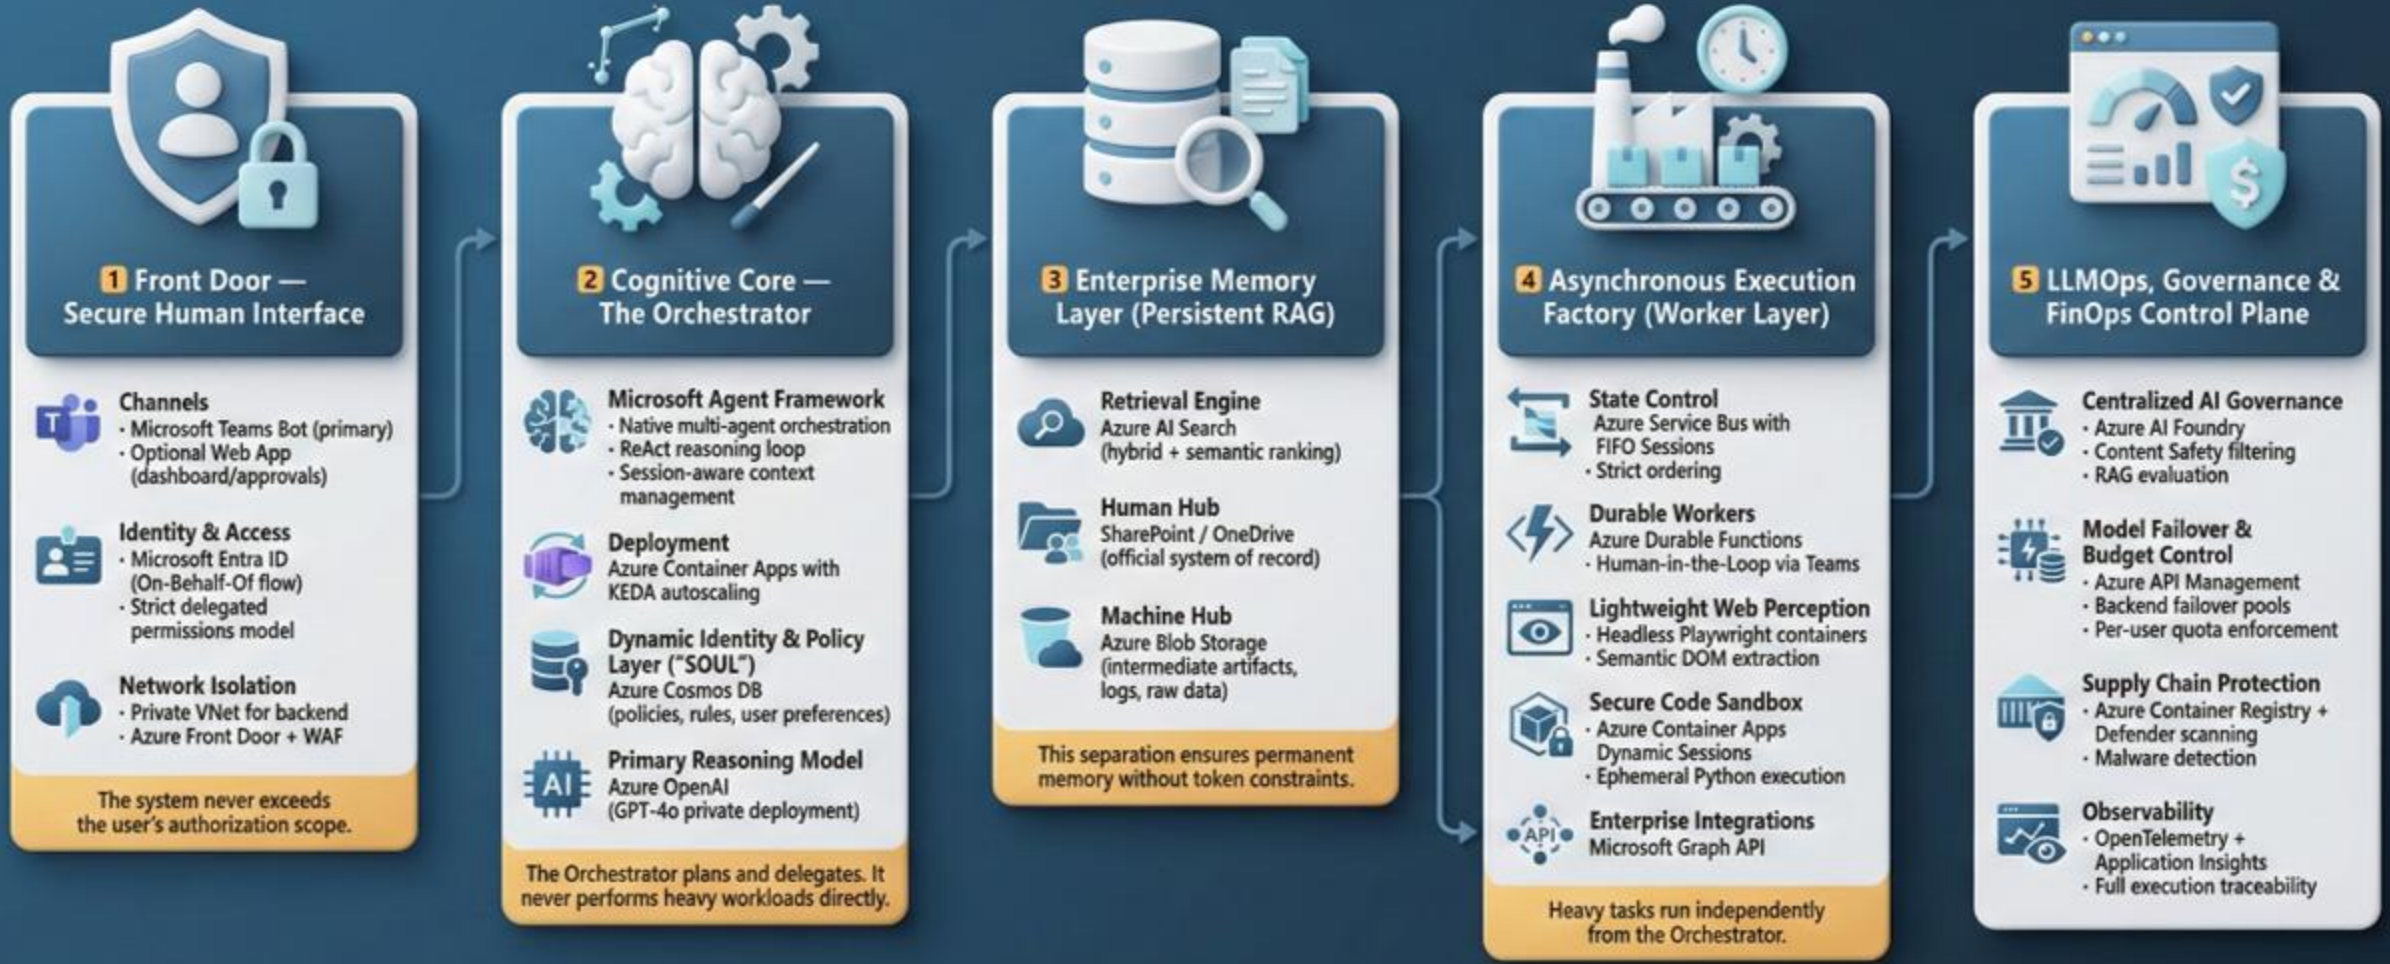 1 Front Door —
Secure Human Interface
T
Channels
· Microsoft Teams Bot (primary)
· Optional Web App
(dashboard/approvals)
Identity & Access
· Microsoft Entra ID
(On-Behalf-Of flow)
· Strict delegated
permissions model
Network Isolation
· Private VNet for backend
· Azure Front Door + WAF
The system never exceeds
the user's authorization scope.
2 Cognitive Core —
The Orchestrator
Microsoft Agent Framework
· Native multi-agent orchestration
· ReAct reasoning loop
· Session-aware context
management
Deployment
Azure Container Apps with
KEDA autoscaling
Dynamic Identity & Policy
Layer ("SOUL")
Azure Cosmos DB
(policies, rules, user preferences)
AI
Primary Reasoning Model
Azure OpenAI
(GPT-4o private deployment)
The Orchestrator plans and delegates. It
never performs heavy workloads directly.
3 Enterprise Memory
Layer (Persistent RAG)
Retrieval Engine
Azure AI Search
(hybrid + semantic ranking)
Human Hub
SharePoint / OneDrive
(official system of record)
Machine Hub
Azure Blob Storage
(intermediate artifacts,
logs, raw data)
This separation ensures permanent
memory without token constraints.
4 Asynchronous Execution
Factory (Worker Layer)
State Control
Azure Service Bus with
FIFO Sessions
· Strict ordering
Durable Workers
Azure Durable Functions
· Human-in-the-Loop via Teams
Lightweight Web Perception
· Headless Playwright containers
· Semantic DOM extraction
Secure Code Sandbox
· Azure Container Apps
Dynamic Sessions
· Ephemeral Python execution
API
Enterprise Integrations
Microsoft Graph API
Heavy tasks run independently
from the Orchestrator.
$
5 LLMOps, Governance &
FinOps Control Plane
Centralized AI Governance
· Azure AI Foundry
· Content Safety filtering
· RAG evaluation
Model Failover &
Budget Control
· Azure API Management
· Backend failover pools
· Per-user quota enforcement
Supply Chain Protection
· Azure Container Registry +
Defender scanning
· Malware detection
Observability
· OpenTelemetry +
Application Insights
· Full execution traceability